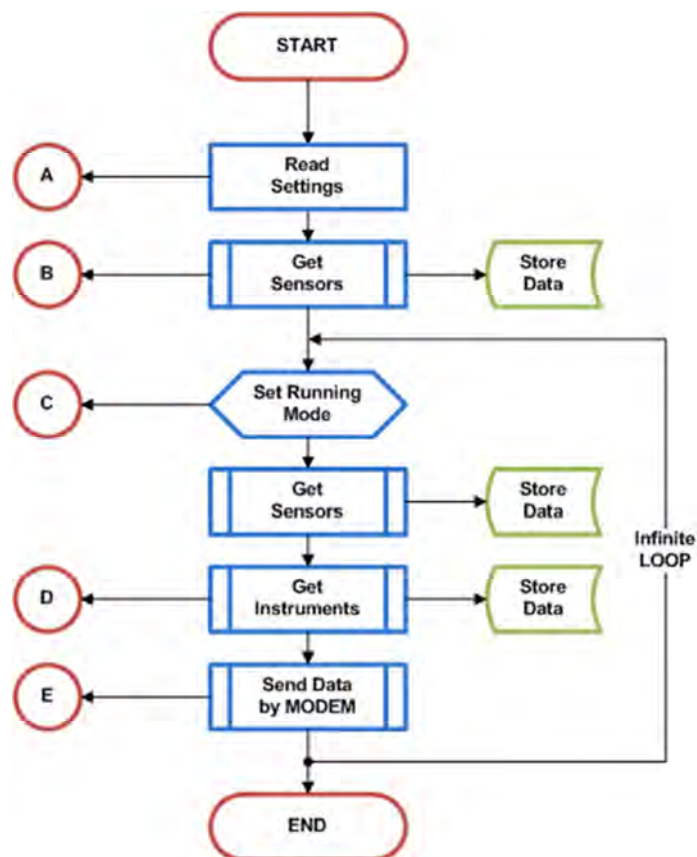 START
A
Read
Settings
B
Get
Sensors
Store
Data
C
Set Running
Mode
Get
Sensors
Store
Data
Infinite
LOOP
D
Get
Instruments
Store
Data
E
Send Data
by MODEM
END